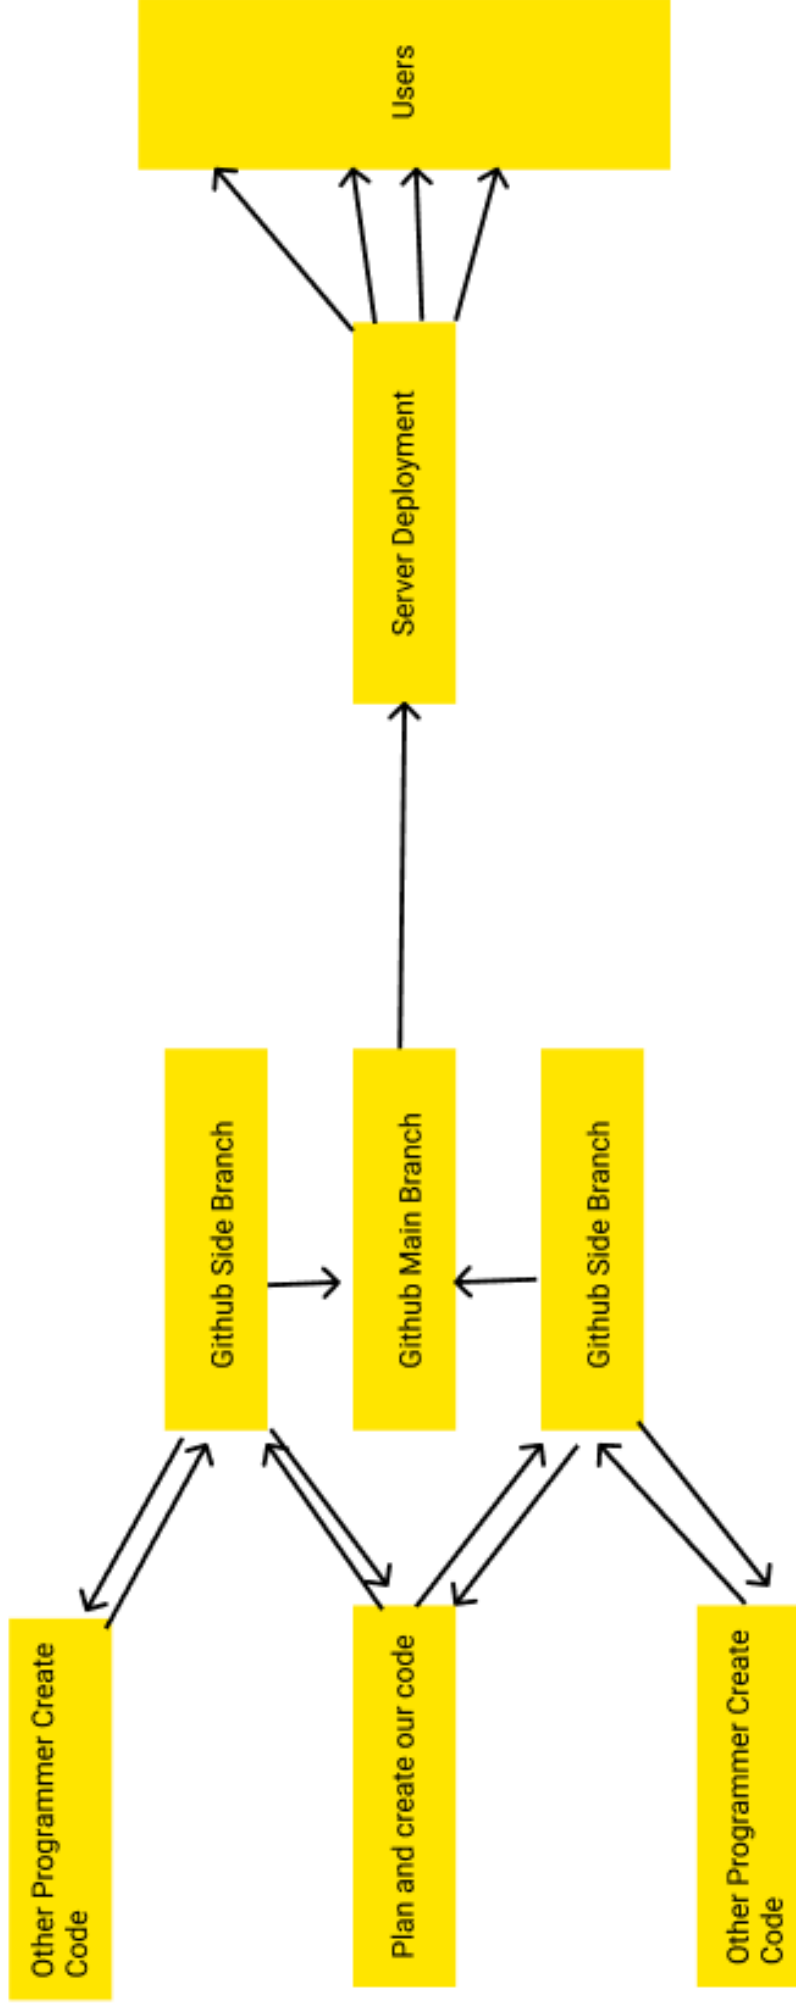 Other Programmer Create
Code
Github Side Branch
Plan and create our code
Github Main Branch
Server Deployment
Users
Github Side Branch
Other Programmer Create
Code